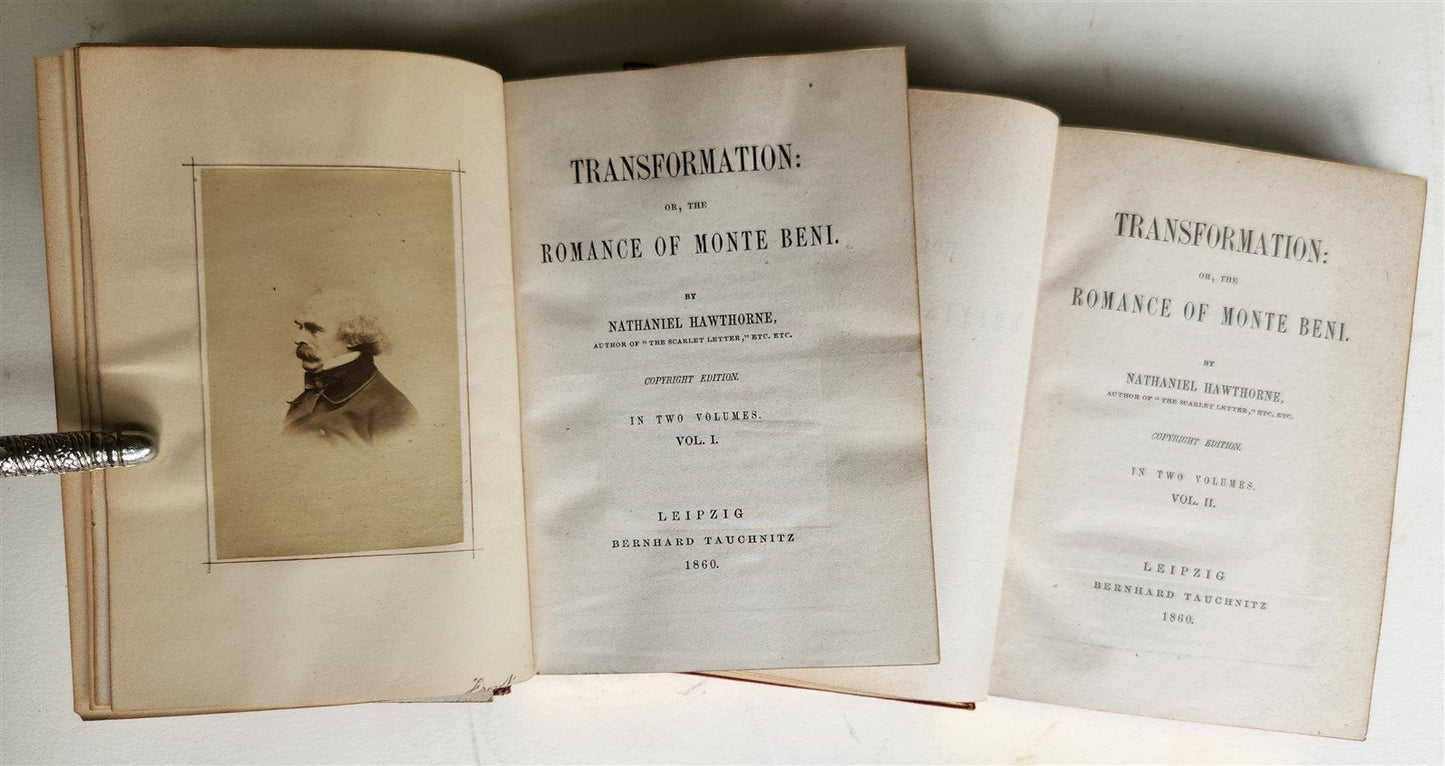 TRANSFORMATION:
OR, THE
ROMANCE OF MONTE BENI.
BY
NATHANIEL HAWTHORNE,
AUTHOR OF "THE SCARLET LETTER," ETC. ETC.
COPYRIGHT EDITION.
IN TWO VOLUMES.
VOL. I.
LEIPZIG
BERNHARD TAUCHNITZ
1860.
TRANSFORMATION:
OR, THE
ROMANCE OF MONTE BENI.
BY
NATHANIEL HAWTHORNE,
AUTHOR OF "THE SCARLET LETTER," ETC. ETC.
COPYRIGHT EDITION.
IN TWO VOLUMES.
VOL. II.
LEIPZIG
BERNHARD TAUCHNITZ
1860.